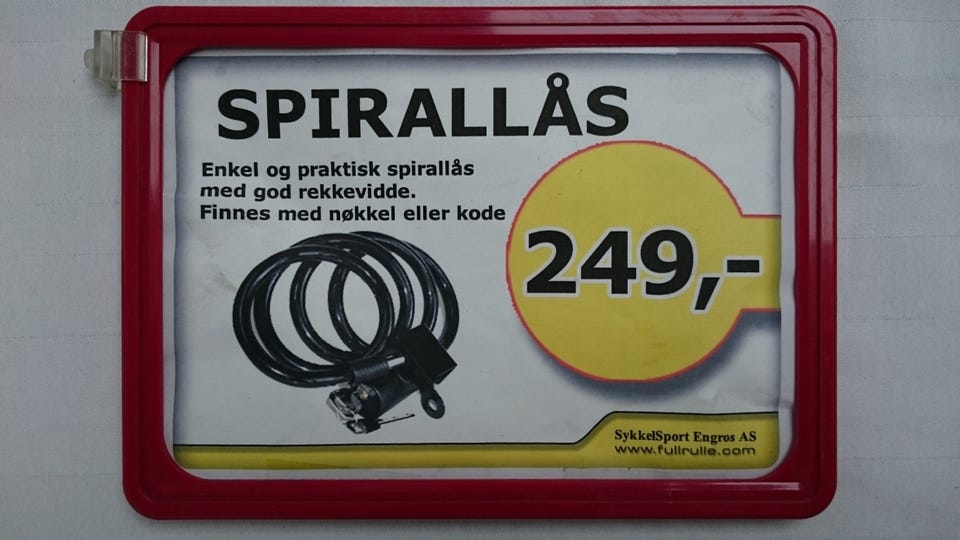 SPIRALLÅS
Enkel og praktisk spirallås
med god rekkevidde.
Finnes med nøkkel eller kode
249,-
SykkelSport Engros AS
www.fullrulle.com